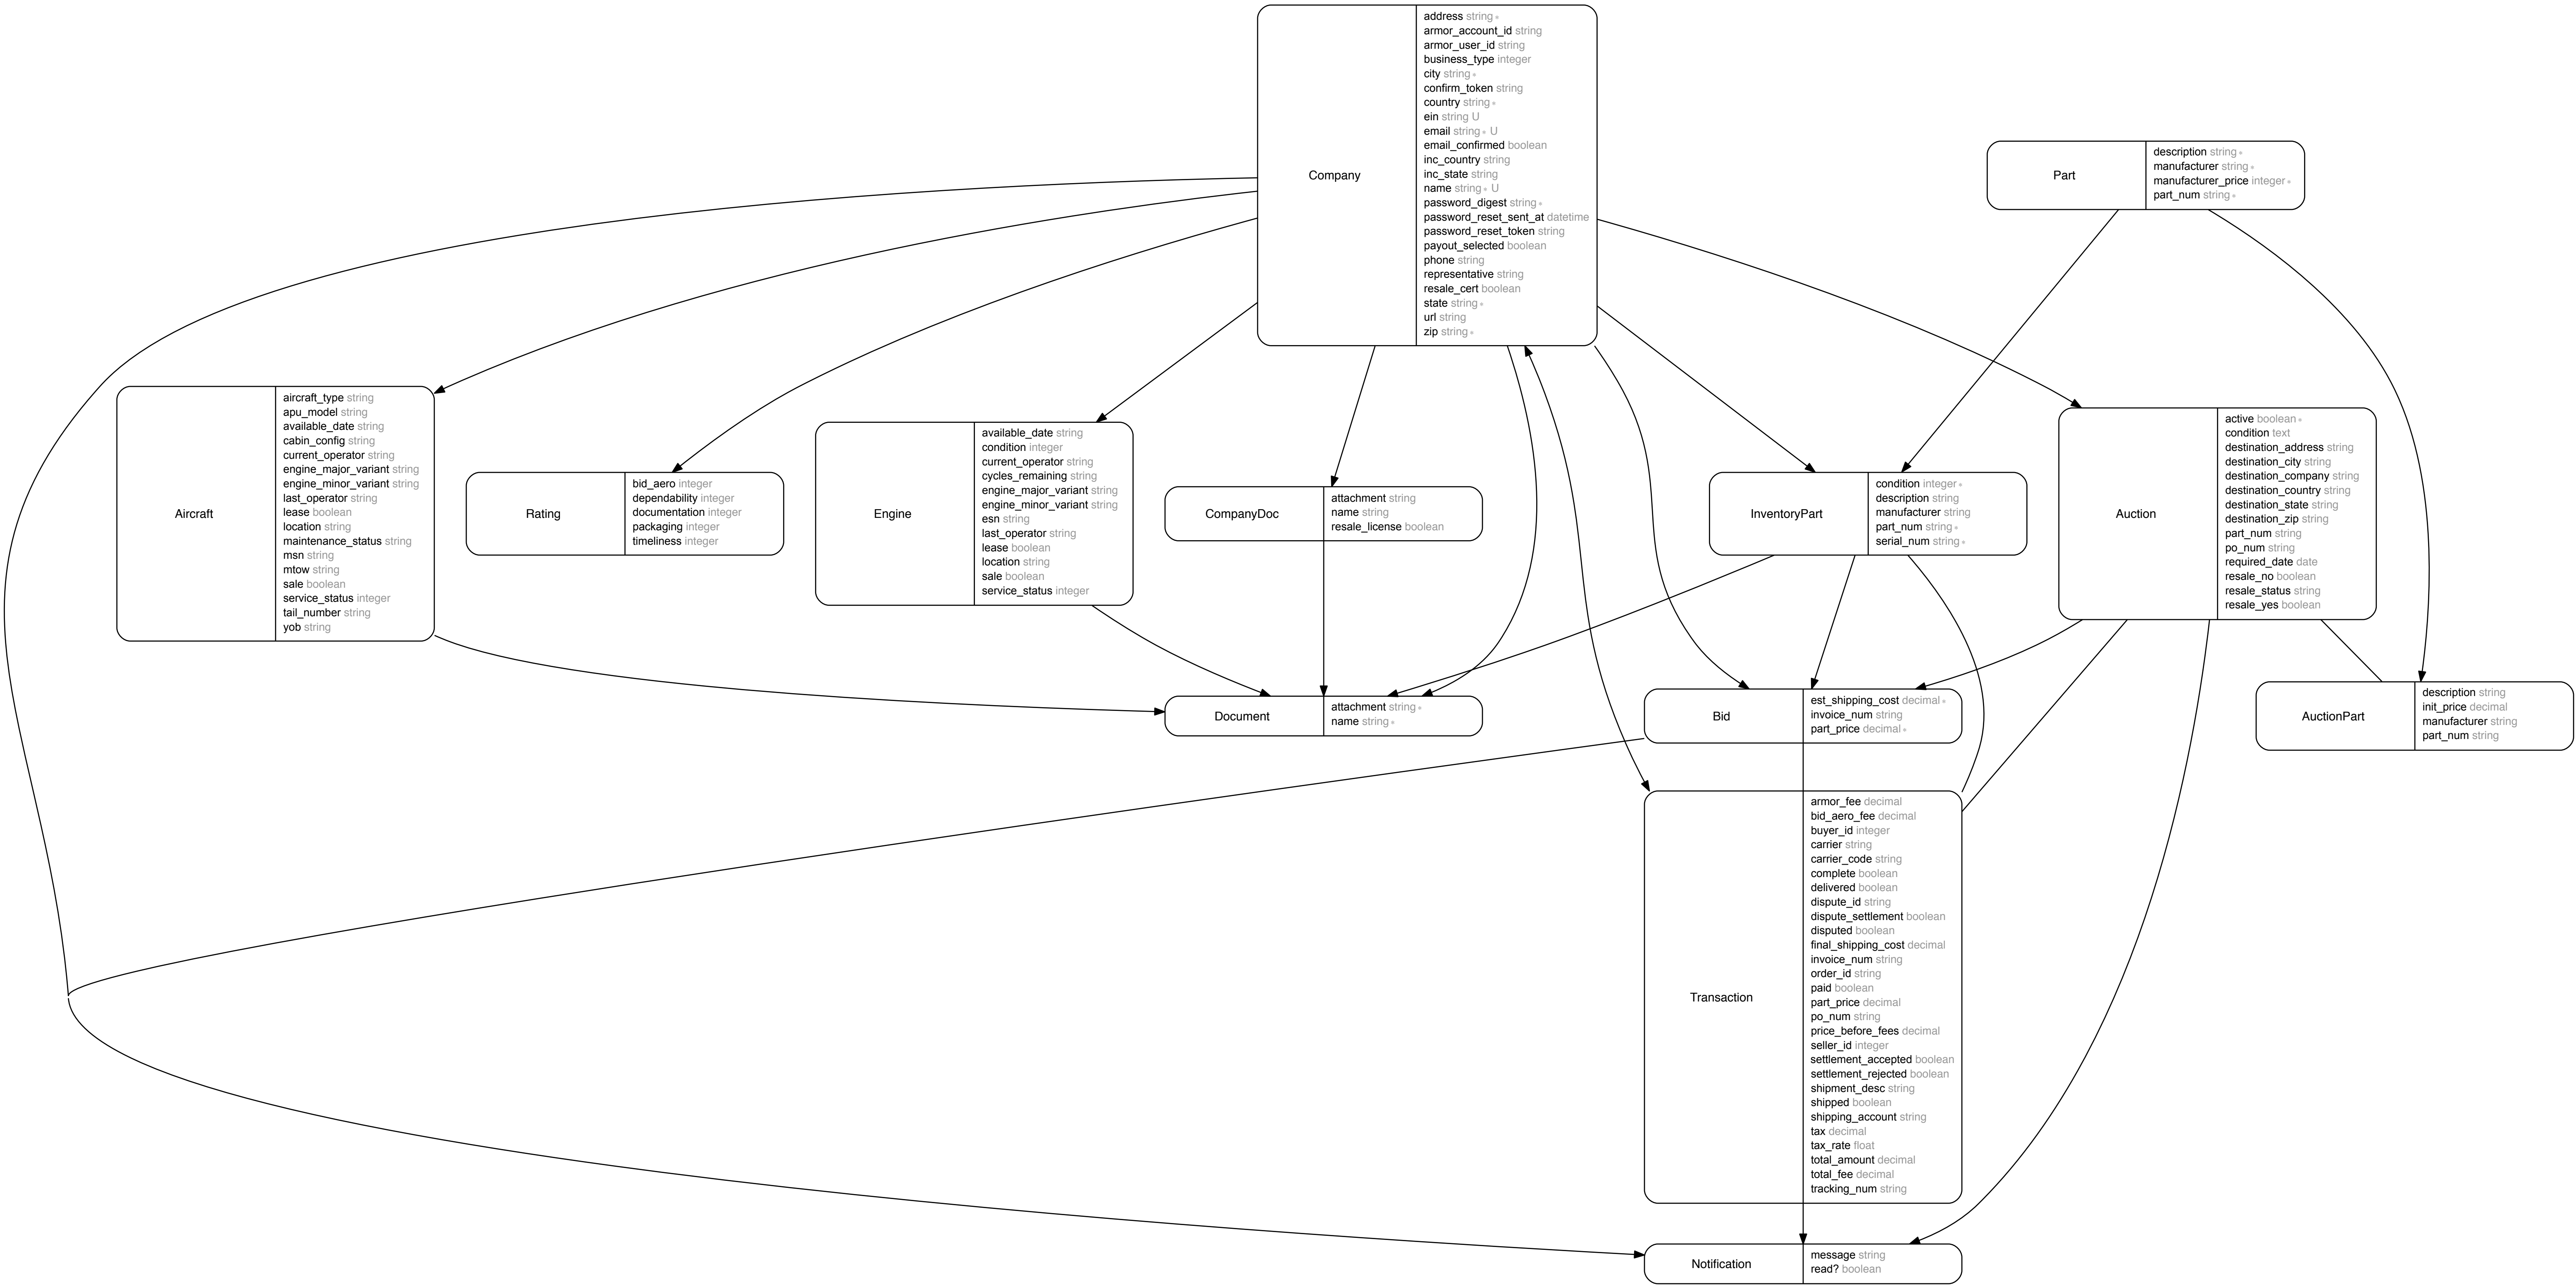 Company
address string*
armor_account_id string
armor_user_id string
business_type integer
city string*
confirm_token string
country string*
ein string U
email string* U
email_confirmed boolean
inc_country string
inc_state string
name string* U
password_digest string*
password_reset_sent_at datetime
password_reset_token string
payout_selected boolean
phone string
representative string
resale_cert boolean
state string*
url string
zip string*
Part
description string*
manufacturer string*
manufacturer_price integer*
part_num string*
Aircraft
aircraft_type string
apu_model string
available_date string
cabin_config string
current_operator string
engine_major_variant string
engine_minor_variant string
last_operator string
lease boolean
location string
maintenance_status string
msn string
mtow string
sale boolean
service_status integer
tail_number string
yob string
Rating
bid_aero integer
dependability integer
documentation integer
packaging integer
timeliness integer
Engine
available_date string
condition integer
current_operator string
cycles_remaining string
engine_major_variant string
engine_minor_variant string
esn string
last_operator string
lease boolean
location string
sale boolean
service_status integer
CompanyDoc
attachment string
name string
resale_license boolean
InventoryPart
condition integer*
description string
manufacturer string
part_num string*
serial_num string*
Auction
active boolean*
condition text
destination_address string
destination_city string
destination_company string
destination_country string
destination_state string
destination_zip string
part_num string
po_num string
required_date date
resale_no boolean
resale_status string
resale_yes boolean
Document
attachment string*
name string*
Bid
est_shipping_cost decimal*
invoice_num string
part_price decimal*
AuctionPart
description string
init_price decimal
manufacturer string
part_num string
Transaction
armor_fee decimal
bid_aero_fee decimal
buyer_id integer
carrier string
carrier_code string
complete boolean
delivered boolean
dispute_id string
dispute_settlement boolean
disputed boolean
final_shipping_cost decimal
invoice_num string
order_id string
paid boolean
part_price decimal
po_num string
price_before_fees decimal
seller_id integer
settlement_accepted boolean
settlement_rejected boolean
shipment_desc string
shipped boolean
shipping_account string
tax decimal
tax_rate float
total_amount decimal
total_fee decimal
tracking_num string
Notification
message string
read? boolean